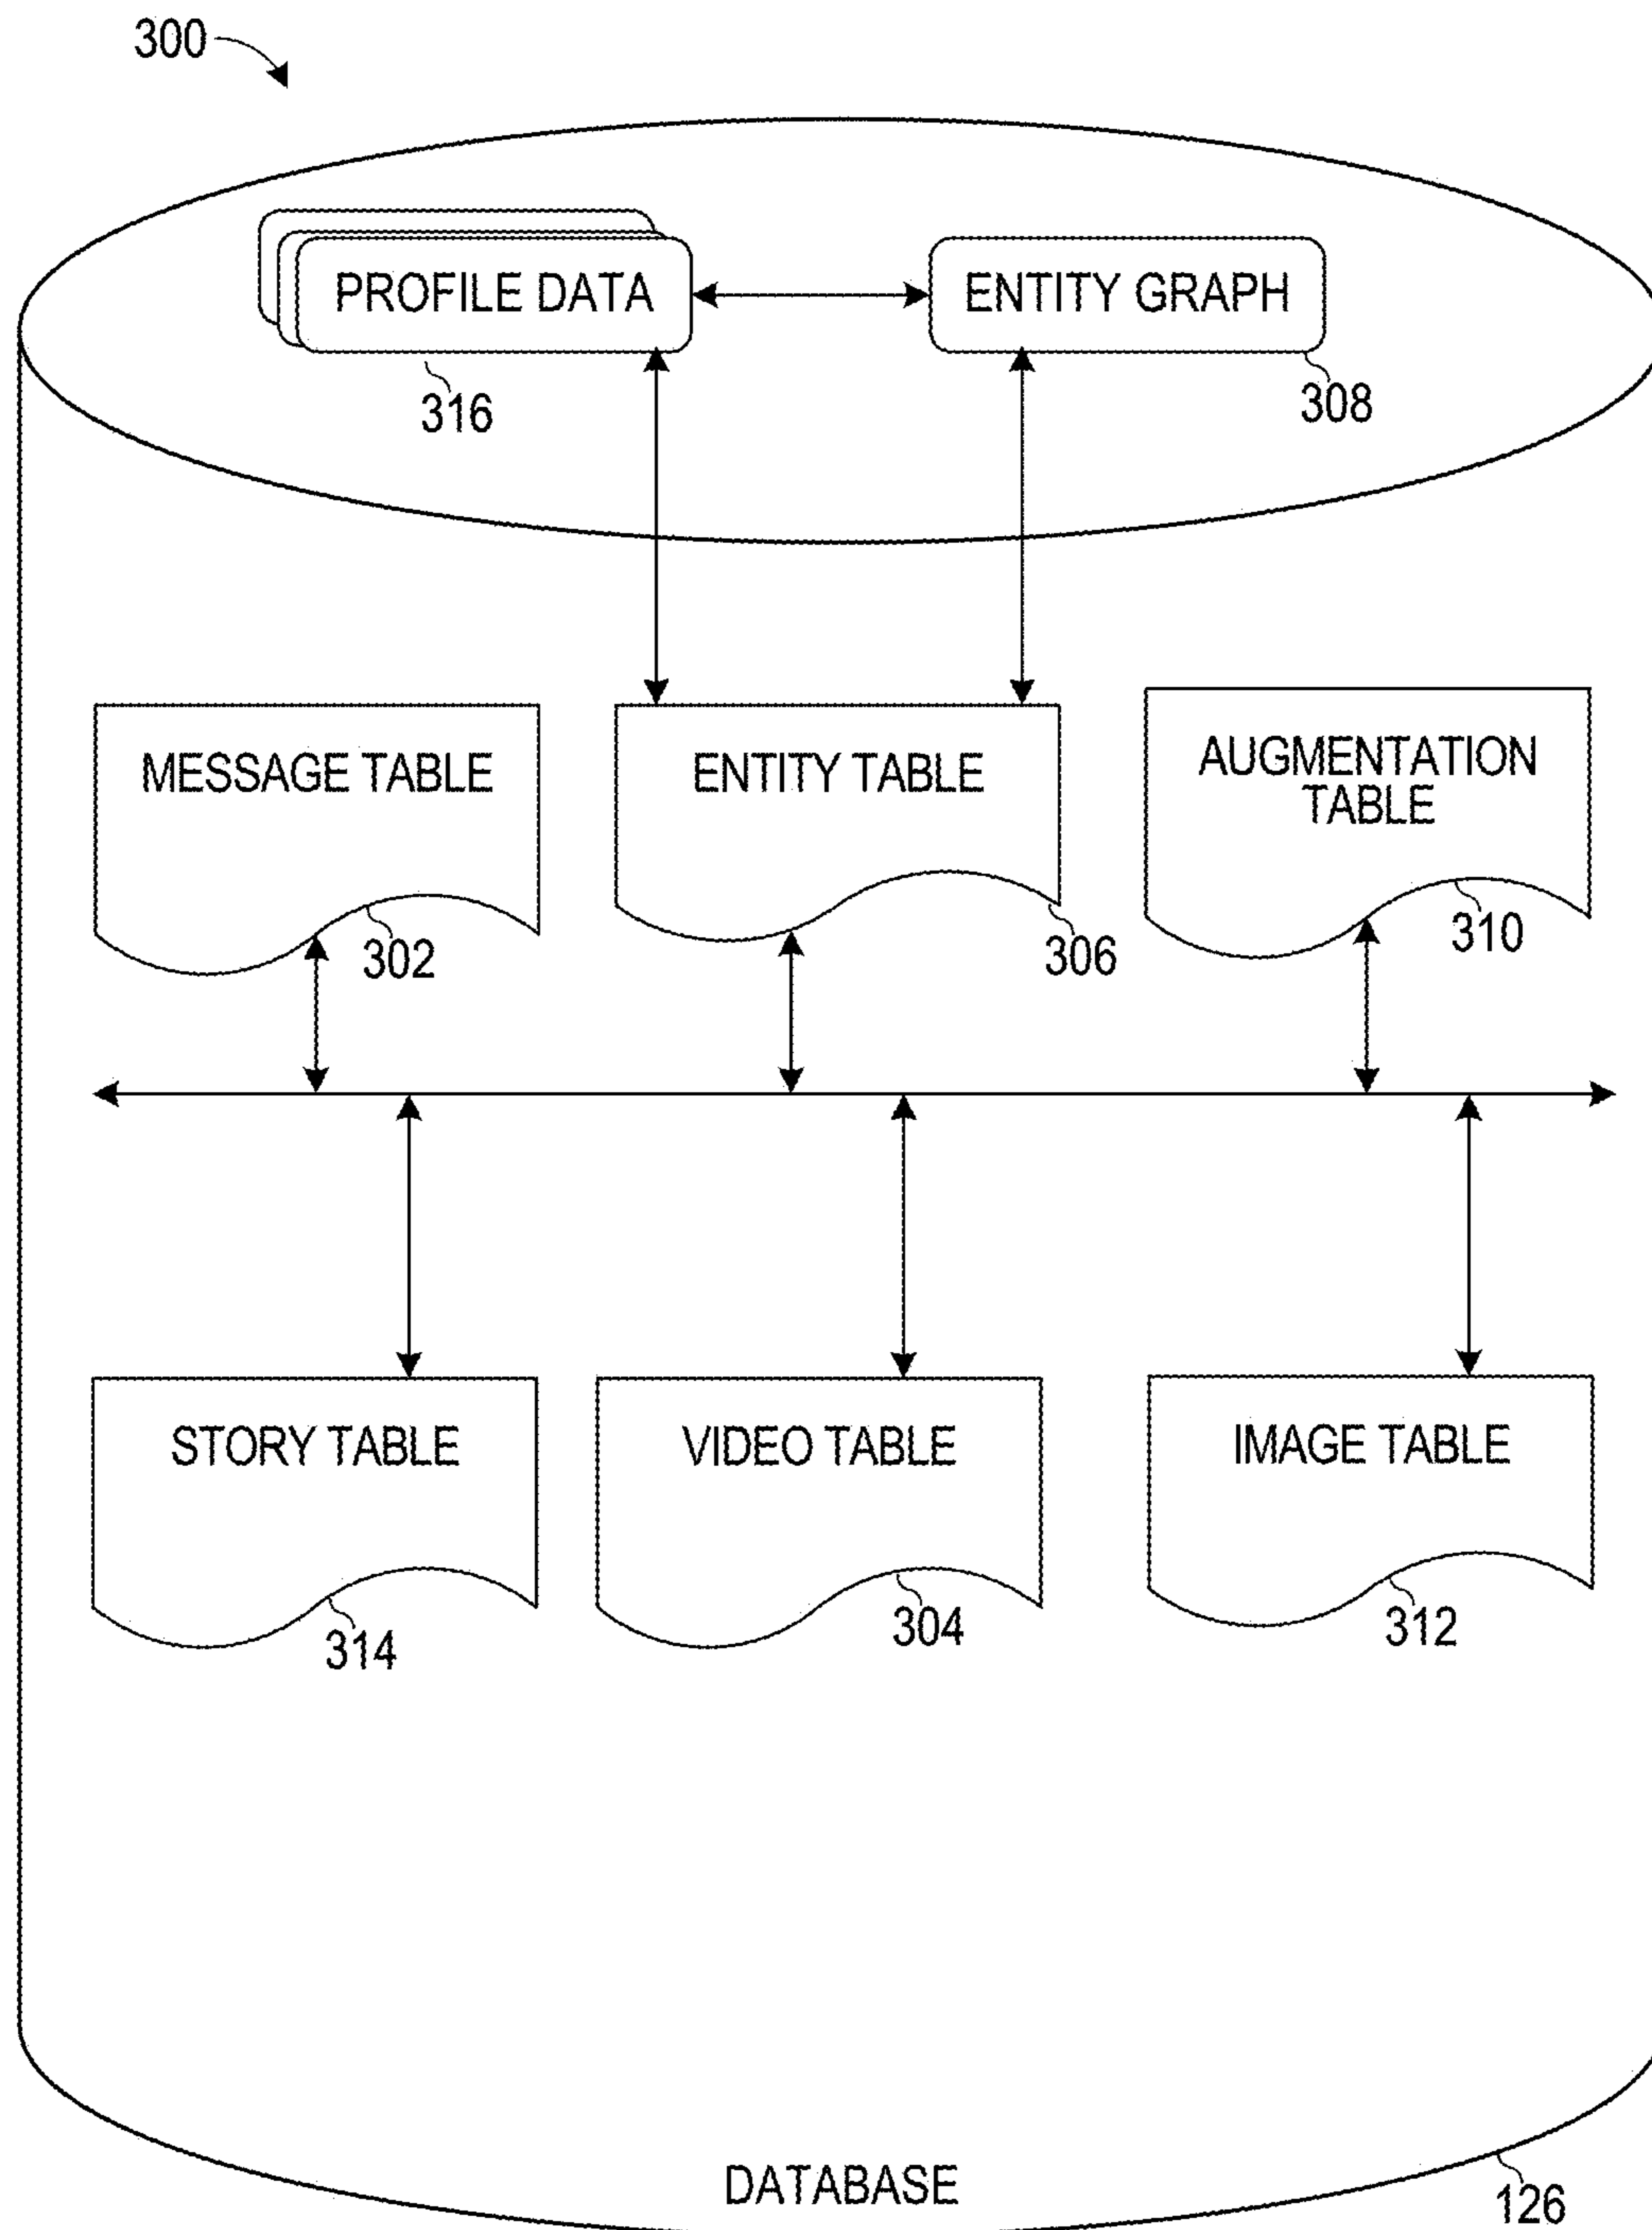 300
PROFILE DATA
ENTITY GRAPH
316
308
MESSAGE TABLE
ENTITY TABLE
AUGMENTATION
TABLE
302
306
310
STORY TABLE
VIDEO TABLE
IMAGE TABLE
314
304
312
DATABASE
126